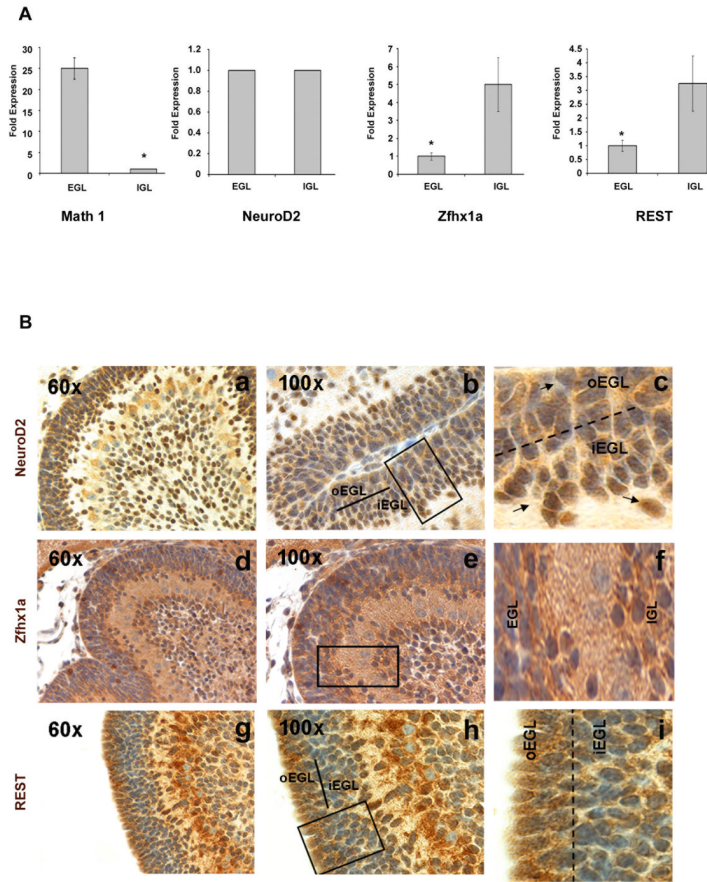 A
Fold Expression
30
25
20
15
10
5
0
EGL
*
IGL
Math 1
Fold Expression
1.2
1.0
0.8
0.6
0.4
0.2
0
EGL
IGL
NeuroD2
Fold Expression
7
6
5
4
3
2
1
0
*
EGL
IGL
Zfhx1a
Fold Expression
4.5
4
3.5
3
2.5
2
1.5
1
0.5
0
*
EGL
IGL
REST
B
NeuroD2
60x
a
100x
b
oEGL
iEGL
c
oEGL
iEGL
Zfhx1a
60x
d
100x
e
f
EGL
IGL
REST
60x
g
100x
h
oEGL
iEGL
i
oEGL
iEGL